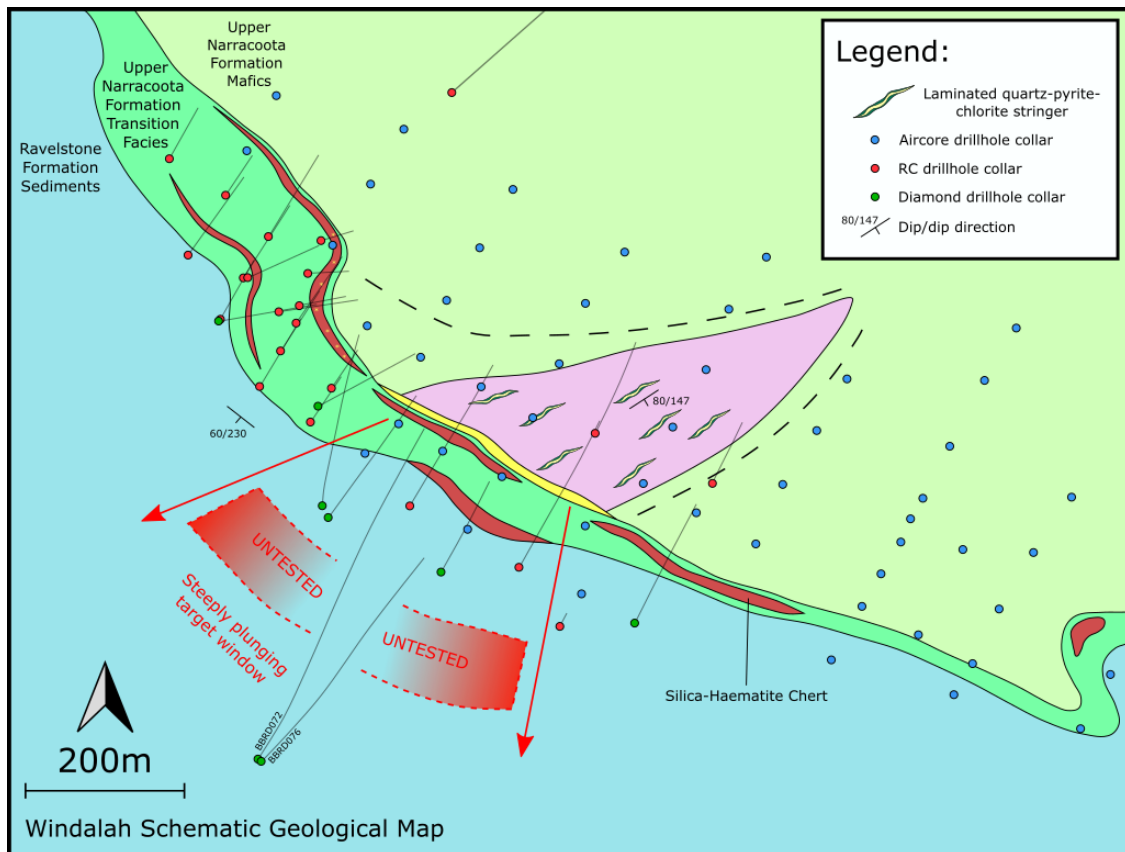 Upper
Narracoota
Formation
Mafics
Upper
Narracoota
Formation
Transition
Facies
Ravelstone
Formation
Sediments
Legend:
Laminated quartz-pyrite-
chlorite stringer
Aircore drillhole collar
RC drillhole collar
Diamond drillhole collar
80/147
Dip/dip direction
80/147
60/230
UNTESTED
Steeply plunging
target window
UNTESTED
Silica-Haematite Chert
BBRD072
BBRD076
200m
Windalah Schematic Geological Map